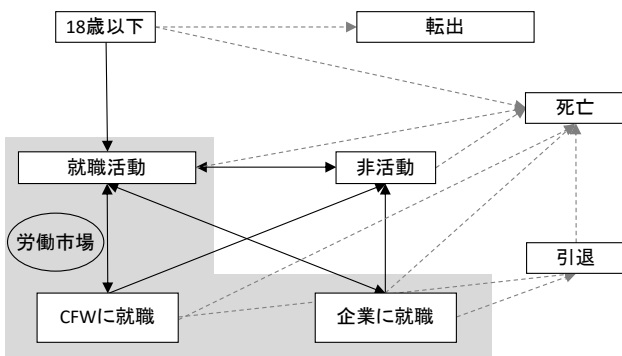 18歳以下
転出
死亡
就職活動
非活動
労働市場
引退
CFWに就職
企業に就職